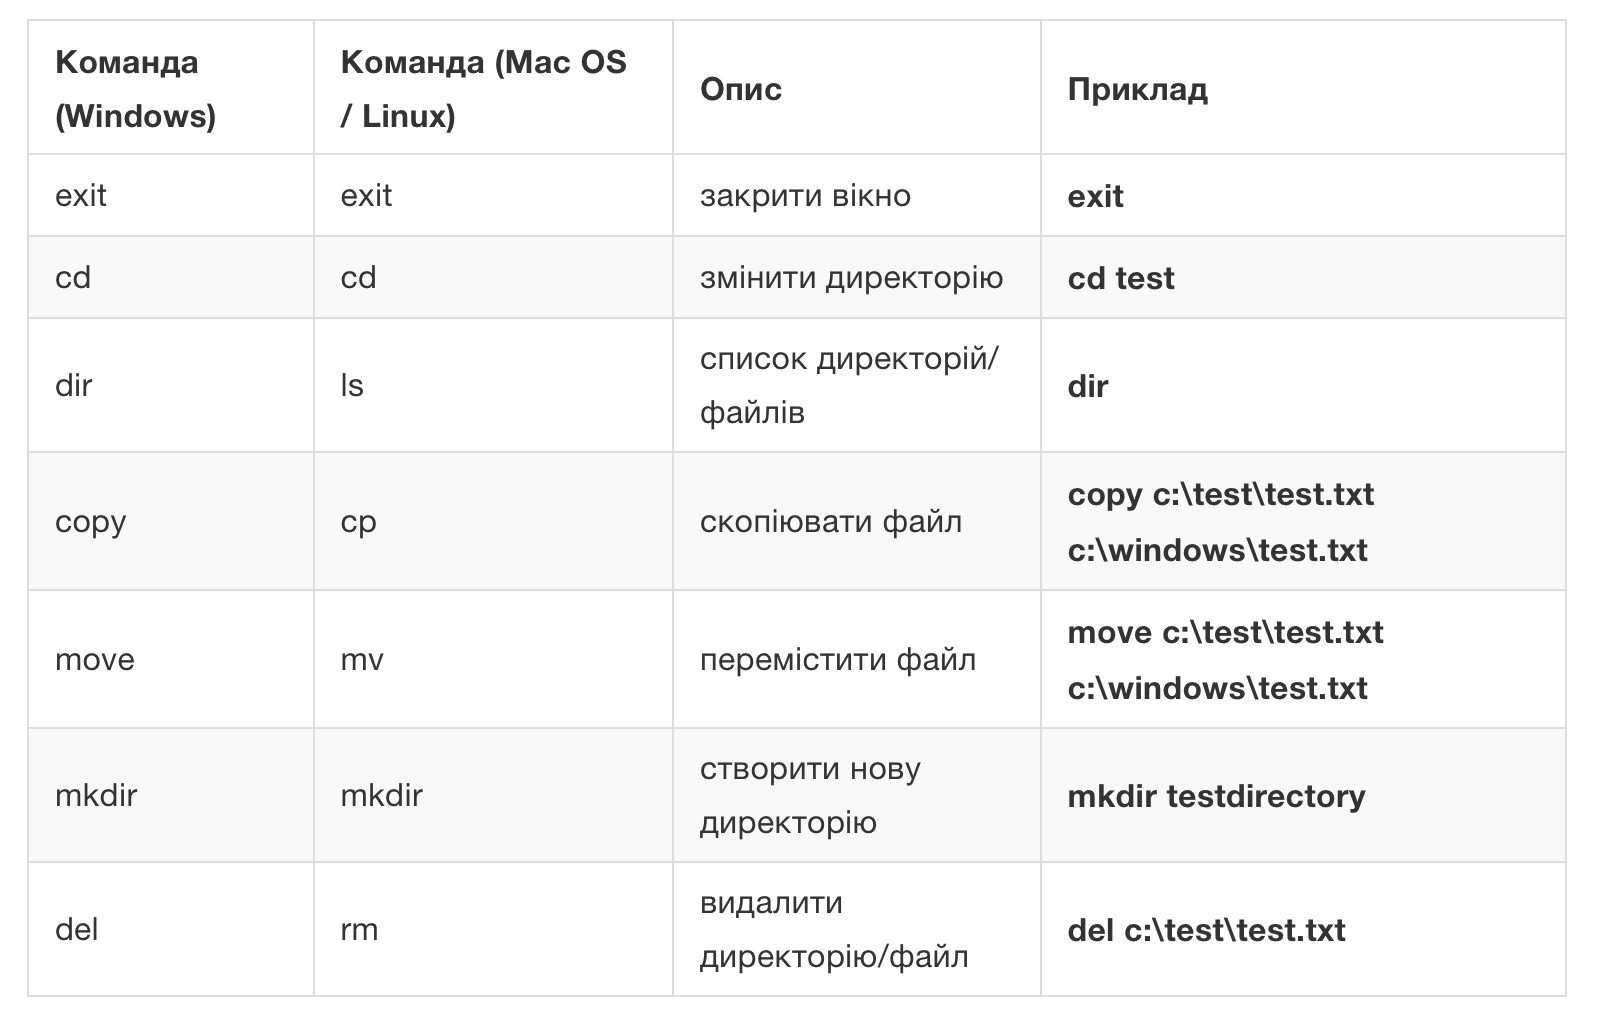 Команда
(Windows)
Команда (Mac OS
/ Linux)
Опис
Приклад
exit
exit
закрити вікно
exit
cd
cd
змінити директорію
cd test
dir
ls
список директорій/
файлів
dir
copy
cp
скопіювати файл
copy c:\test\test.txt
c:\windows\test.txt
move
mv
перемістити файл
move c:\test\test.txt
c:\windows\test.txt
mkdir
mkdir
створити нову
директорію
mkdir testdirectory
del
rm
видалити
директорію/файл
del c:\test\test.txt